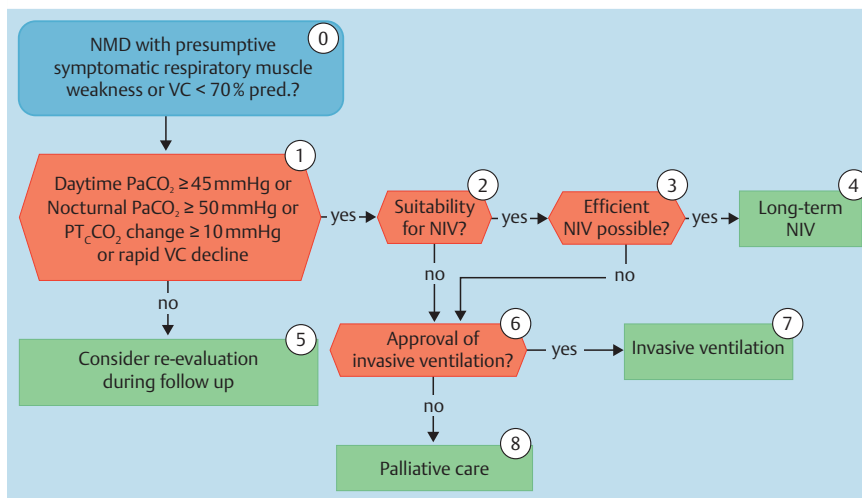 0
NMD with presumptive
symptomatic respiratory muscle
weakness or VC < 70 % pred.?
1
Daytime PaCO₂ ≥ 45 mmHg or
Nocturnal PaCO₂ ≥ 50 mmHg or
PT_CCO₂ change ≥ 10 mmHg
or rapid VC decline
yes
2
Suitability
for NIV?
yes
3
Efficient
NIV possible?
yes
4
Long-term
NIV
no
no
no
5
Consider re-evaluation
during follow up
6
Approval of
invasive ventilation?
yes
7
Invasive ventilation
no
8
Palliative care